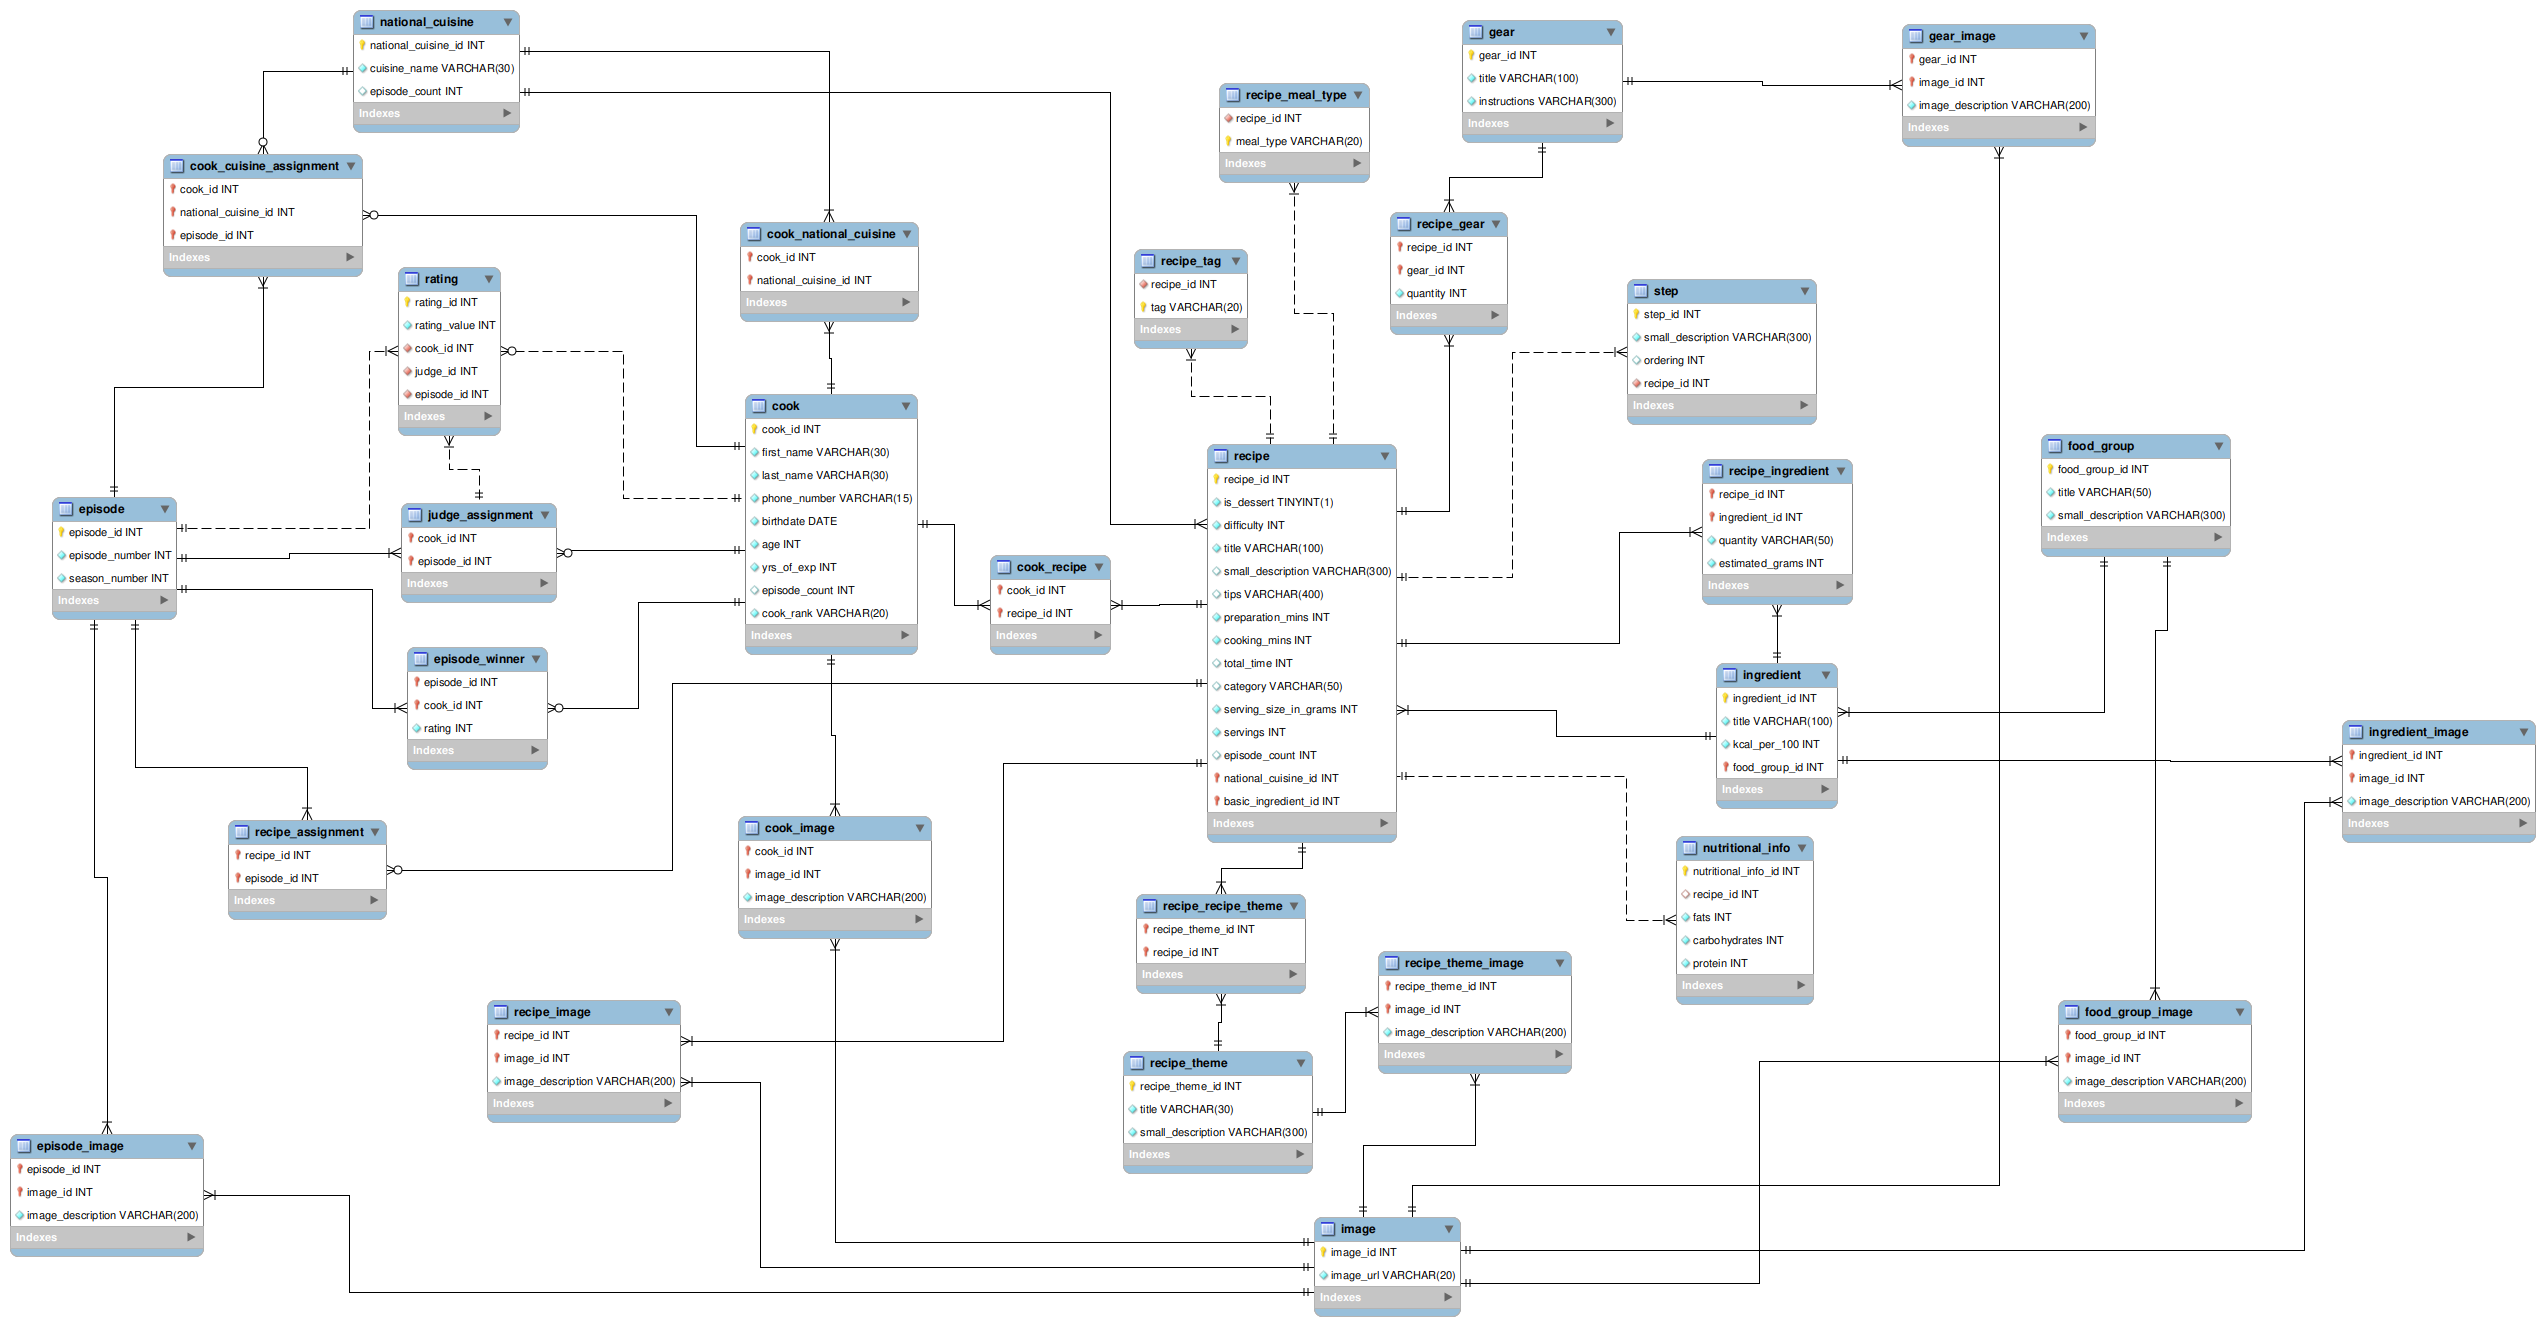 national_cuisine
national_cuisine_id INT
cuisine_name VARCHAR(30)
episode_count INT
Indexes
gear
gear_id INT
title VARCHAR(100)
instructions VARCHAR(300)
Indexes
gear_image
gear_id INT
image_id INT
image_description VARCHAR(200)
Indexes
recipe_meal_type
recipe_id INT
meal_type VARCHAR(20)
Indexes
cook_cuisine_assignment
cook_id INT
national_cuisine_id INT
episode_id INT
Indexes
cook_national_cuisine
cook_id INT
national_cuisine_id INT
Indexes
recipe_gear
recipe_id INT
gear_id INT
quantity INT
Indexes
recipe_tag
recipe_id INT
tag VARCHAR(20)
Indexes
rating
rating_id INT
rating_value INT
cook_id INT
judge_id INT
episode_id INT
Indexes
step
step_id INT
small_description VARCHAR(300)
ordering INT
recipe_id INT
Indexes
cook
cook_id INT
first_name VARCHAR(30)
last_name VARCHAR(30)
phone_number VARCHAR(15)
birthdate DATE
age INT
yrs_of_exp INT
episode_count INT
cook_rank VARCHAR(20)
Indexes
recipe
recipe_id INT
is_dessert TINYINT(1)
difficulty INT
title VARCHAR(100)
small_description VARCHAR(300)
tips VARCHAR(400)
preparation_mins INT
cooking_mins INT
total_time INT
category VARCHAR(50)
serving_size_in_grams INT
servings INT
episode_count INT
national_cuisine_id INT
basic_ingredient_id INT
Indexes
food_group
food_group_id INT
title VARCHAR(50)
small_description VARCHAR(300)
Indexes
recipe_ingredient
recipe_id INT
ingredient_id INT
quantity VARCHAR(50)
estimated_grams INT
Indexes
episode
episode_id INT
episode_number INT
season_number INT
Indexes
judge_assignment
cook_id INT
episode_id INT
Indexes
cook_recipe
cook_id INT
recipe_id INT
Indexes
episode_winner
episode_id INT
cook_id INT
rating INT
Indexes
ingredient
ingredient_id INT
title VARCHAR(100)
kcal_per_100 INT
food_group_id INT
Indexes
ingredient_image
ingredient_id INT
image_id INT
image_description VARCHAR(200)
Indexes
recipe_assignment
recipe_id INT
episode_id INT
Indexes
cook_image
cook_id INT
image_id INT
image_description VARCHAR(200)
Indexes
nutritional_info
nutritional_info_id INT
recipe_id INT
fats INT
carbohydrates INT
protein INT
Indexes
recipe_recipe_theme
recipe_theme_id INT
recipe_id INT
Indexes
recipe_theme_image
recipe_theme_id INT
image_id INT
image_description VARCHAR(200)
Indexes
recipe_image
recipe_id INT
image_id INT
image_description VARCHAR(200)
Indexes
food_group_image
food_group_id INT
image_id INT
image_description VARCHAR(200)
Indexes
recipe_theme
recipe_theme_id INT
title VARCHAR(30)
small_description VARCHAR(300)
Indexes
episode_image
episode_id INT
image_id INT
image_description VARCHAR(200)
Indexes
image
image_id INT
image_url VARCHAR(20)
Indexes